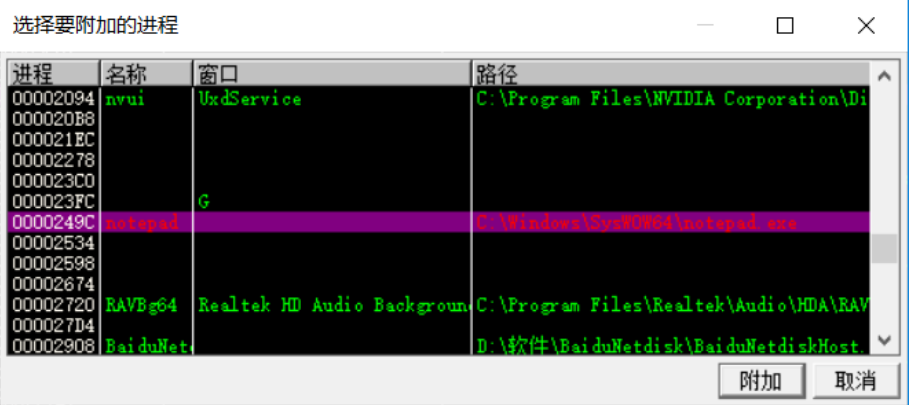 选择要附加的进程
进程 名称 窗口 路径
00002094 nvui UxdService C:\Program Files\NVIDIA Corporation\Di
000020B8
000021EC
00002278
000023C0
000023FC G
0000249C notepad C:\Windows\SysWOW64\notepad.exe
00002534
00002598
00002674
00002720 RAVBg64 Realtek HD Audio Backgroun C:\Program Files\Realtek\Audio\HDA\RAV
000027D4
00002908 BaiduNet D:\软件\BaiduNetdisk\BaiduNetdiskHost.
附加 取消